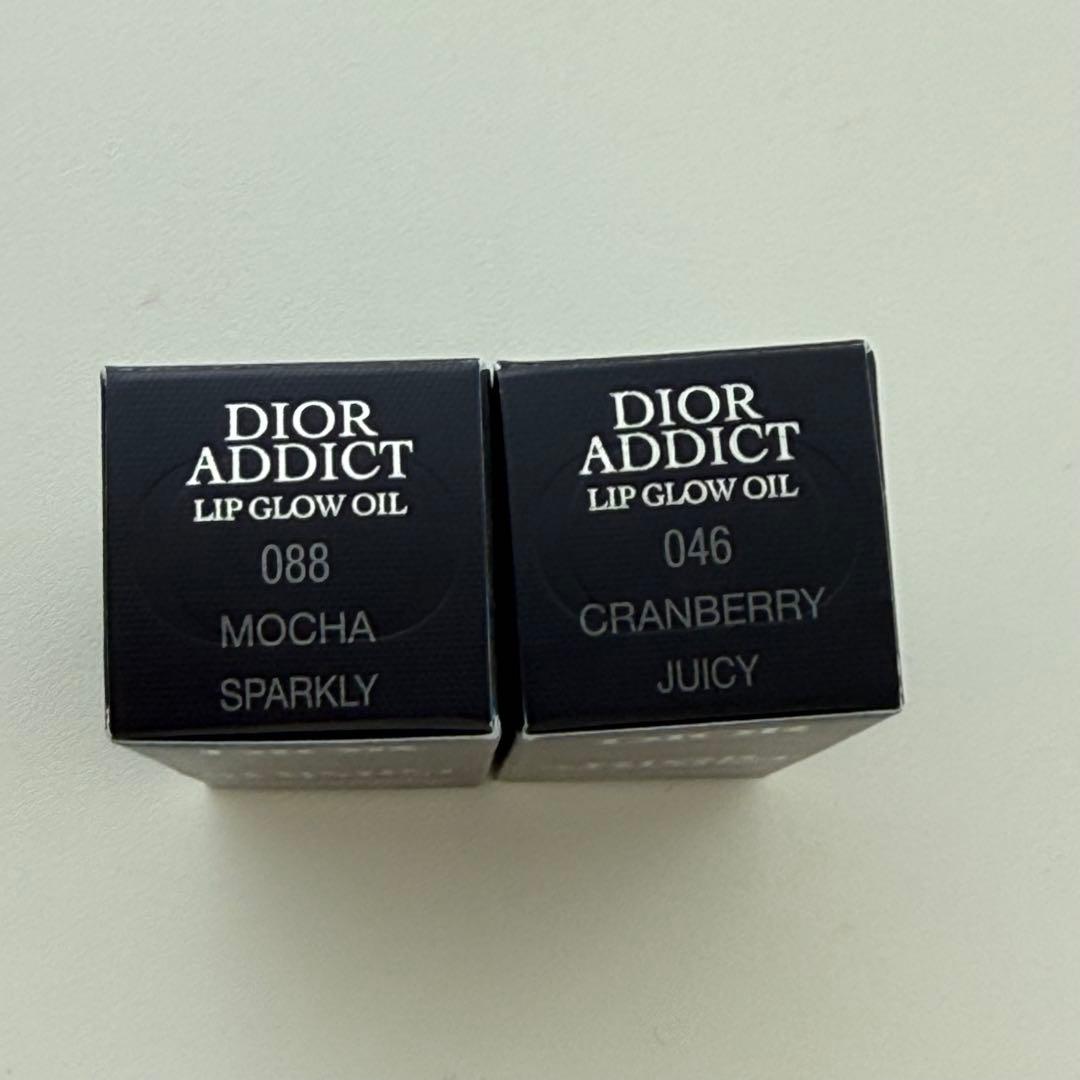 DIOR
ADDICT
LIP GLOW OIL
088
MOCHA
SPARKLY
DIOR
ADDICT
LIP GLOW OIL
046
CRANBERRY
JUICY